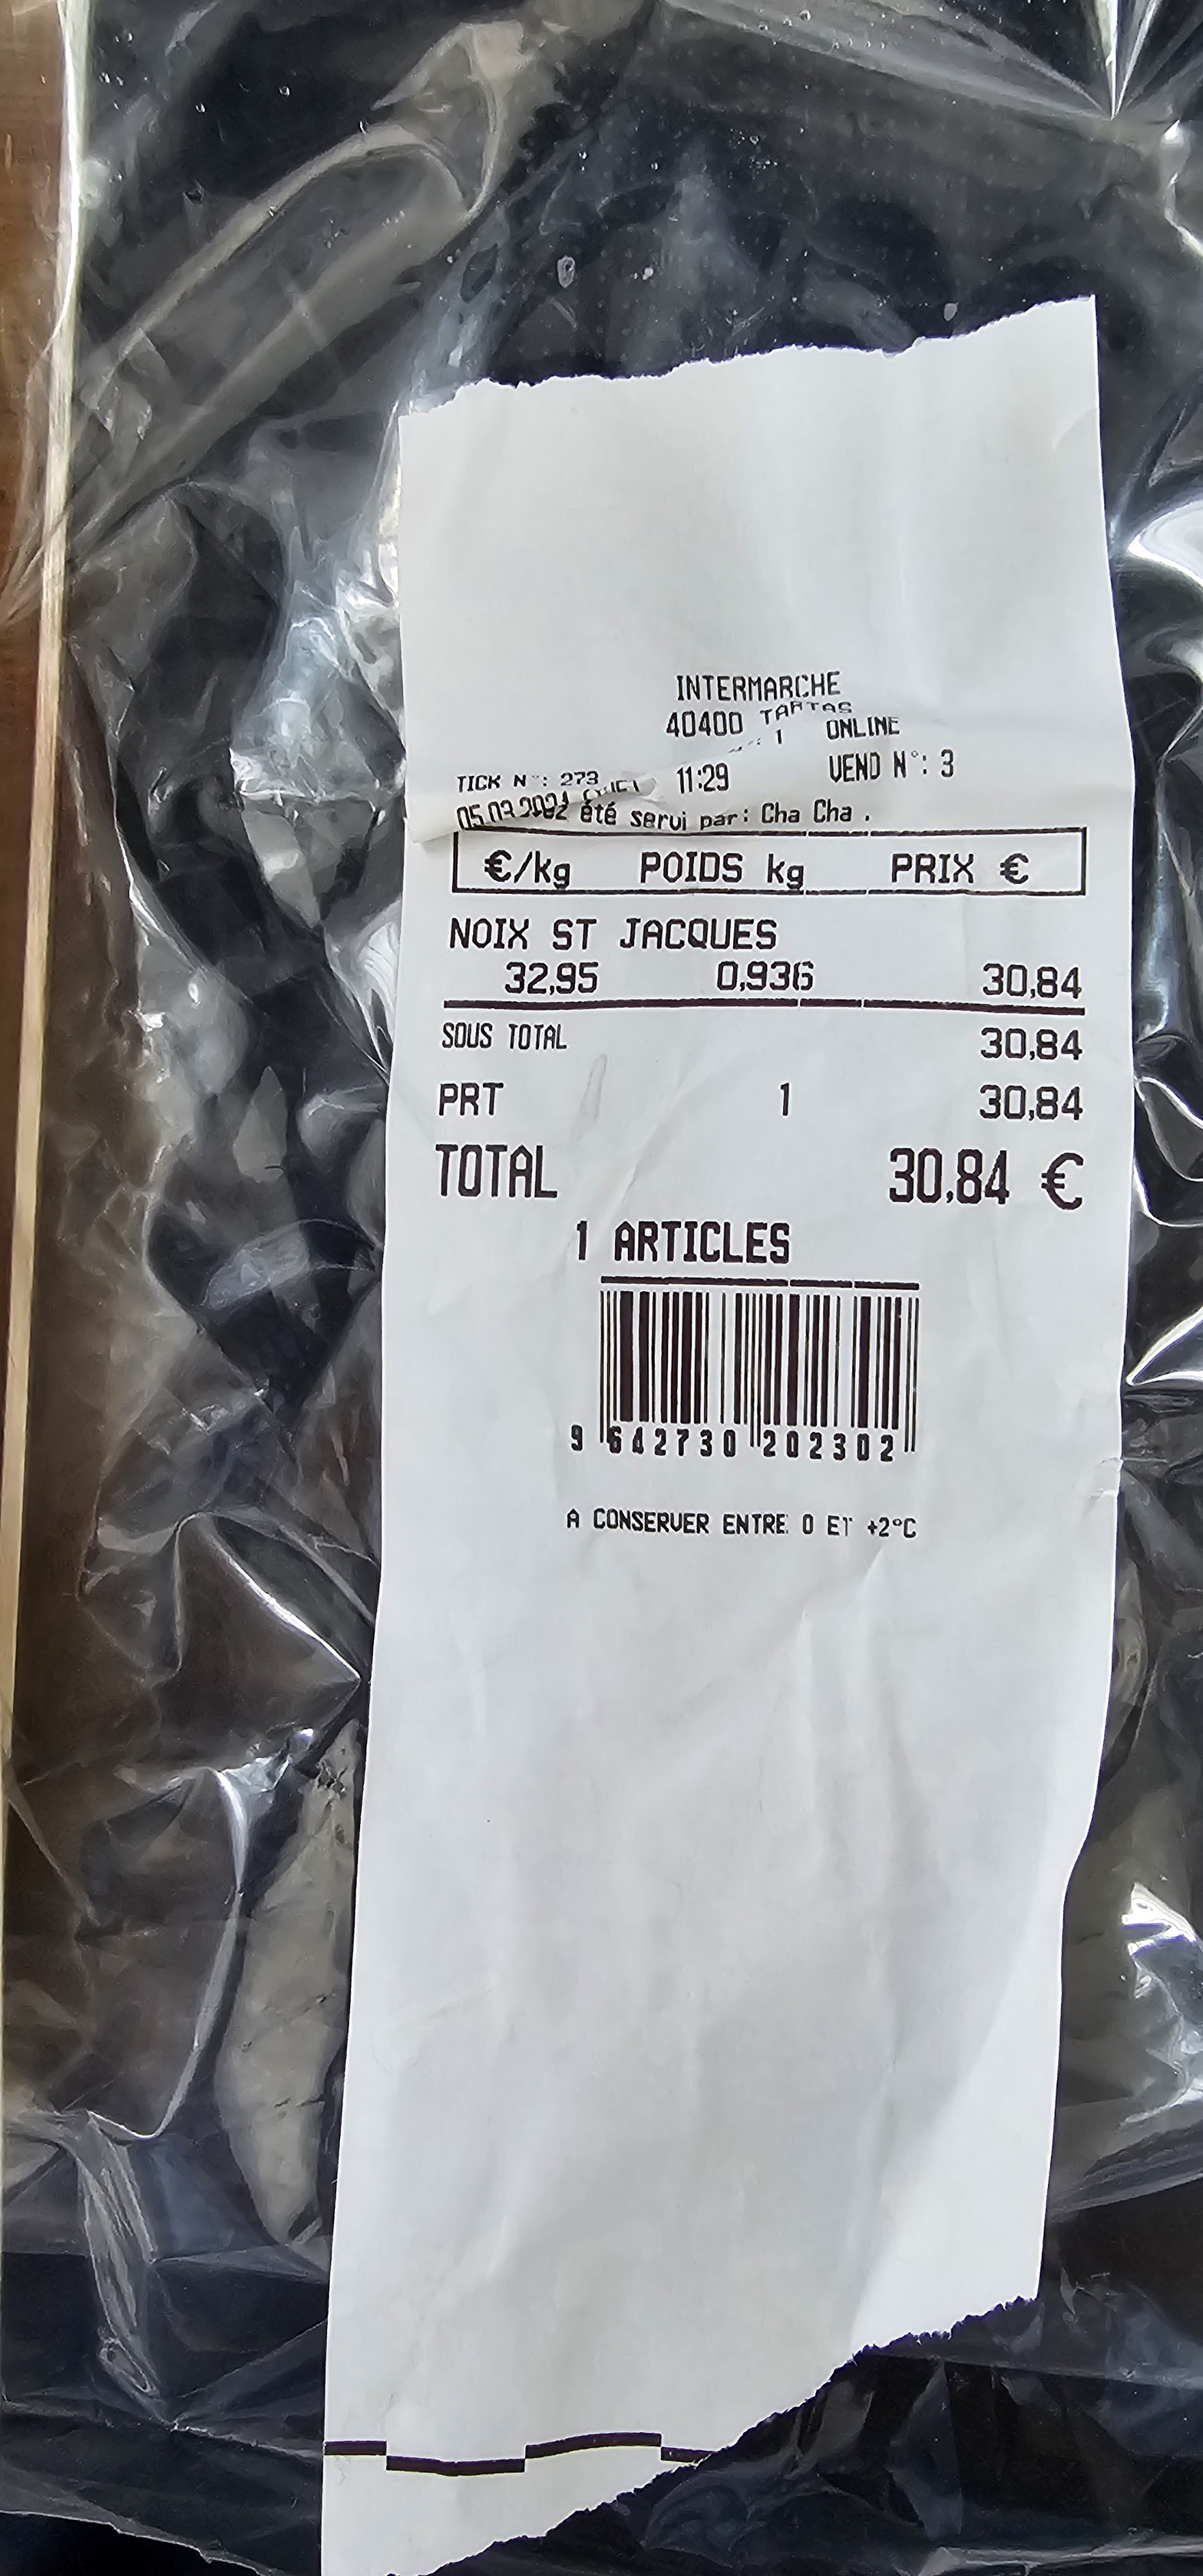 INTERMARCHE
40400 TARTAS
1 ONLINE
TICK N°: 273 11:29 VEND N°: 3
été servi par: Cha Cha .
€/kg POIDS kg PRIX €
NOIX ST JACQUES
32,95 0,936 30,84
SOUS TOTAL 30,84
PRT 1 30,84
TOTAL 30.84 €
1 ARTICLES
9 642730 202302
A CONSERVER ENTRE 0 ET +2°C